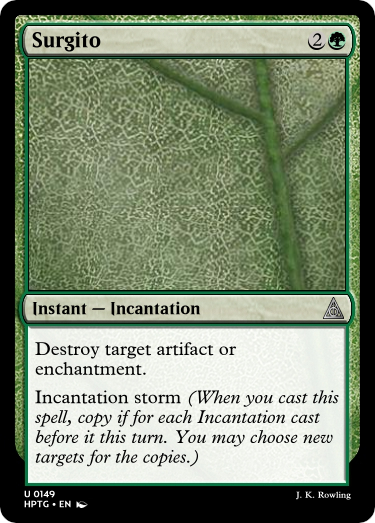 Surgito 2
Instant — Incantation
Destroy target artifact or
enchantment.
Incantation storm (When you cast this
spell, copy if for each Incantation cast
before it this turn. You may choose new
targets for the copies.)
U 0149
HPTG • EN J. K. Rowling